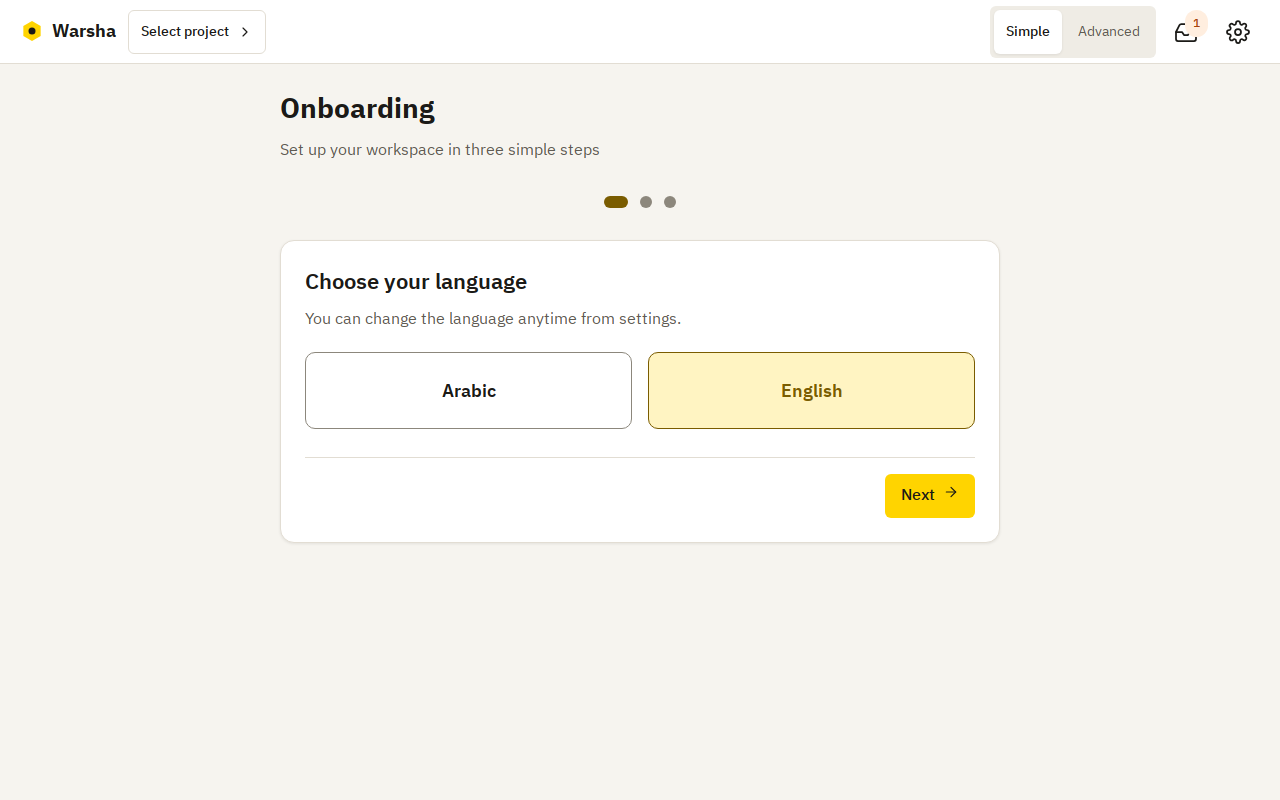 Warsha
Select project
Simple
Advanced
1
Onboarding
Set up your workspace in three simple steps
Choose your language
You can change the language anytime from settings.
Arabic
English
Next